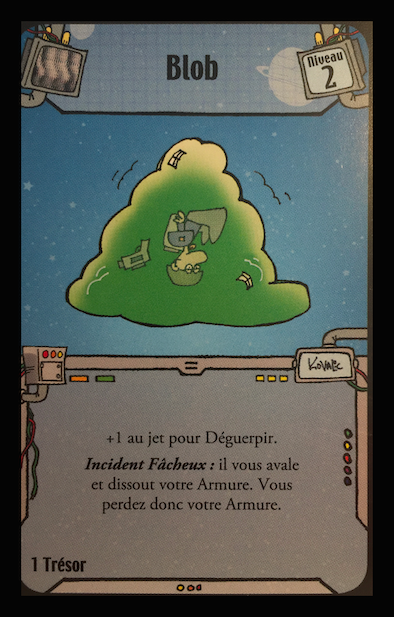 Blob
Niveau
2
Kovalic
+1 au jet pour Déguerpir.
Incident Fâcheux : il vous avale
et dissout votre Armure. Vous
perdez donc votre Armure.
1 Trésor